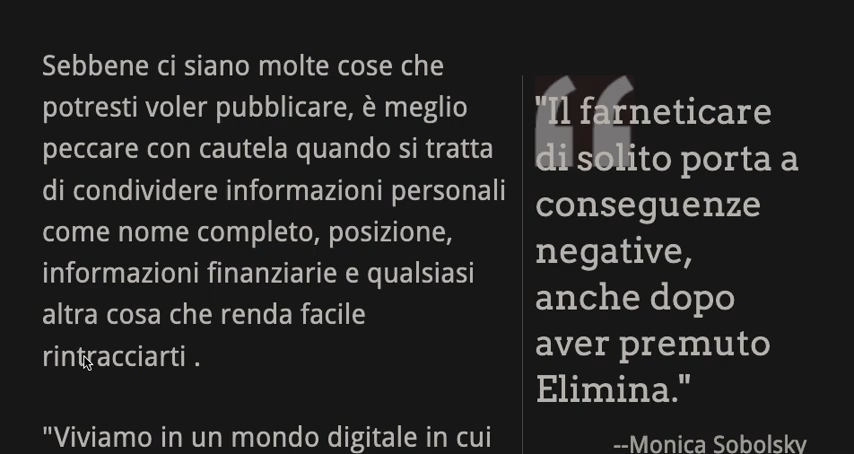 Sebbene ci siano molte cose che
potresti voler pubblicare, è meglio
peccare con cautela quando si tratta
di condividere informazioni personali
come nome completo, posizione,
informazioni finanziarie e qualsiasi
altra cosa che renda facile
rintracciarti .
"Viviamo in un mondo digitale in cui
"Il farneticare
di solito porta a
conseguenze
negative,
anche dopo
aver premuto
Elimina."
--Monica Sobolsky